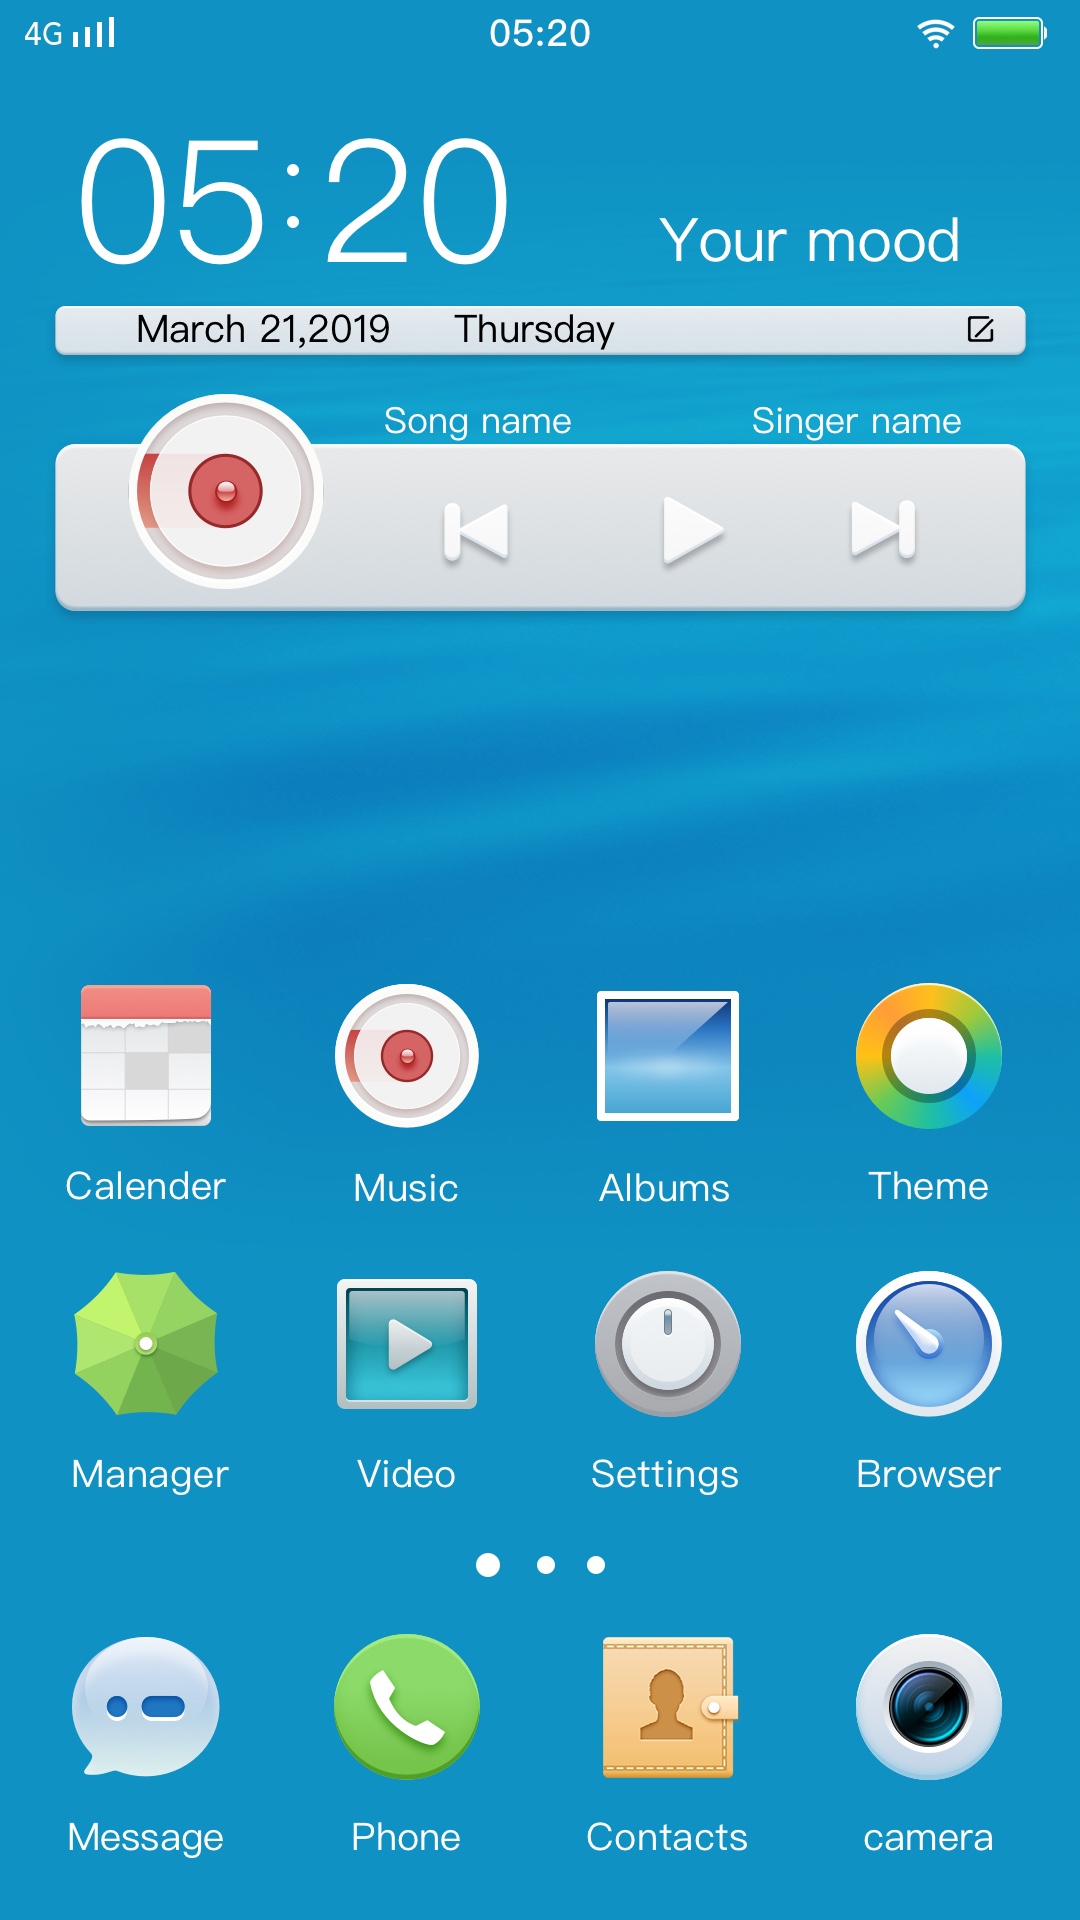 4G 05:20
05:20 Your mood
March 21,2019 Thursday
Song name Singer name
Calender Music Albums Theme
Manager Video Settings Browser
Message Phone Contacts camera